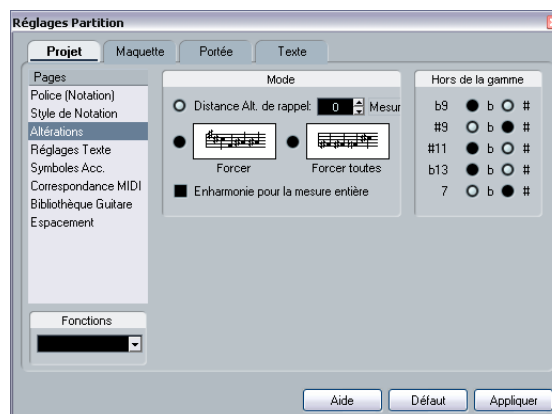 Réglages Partition
Projet Maquette Portée Texte
Pages
Police (Notation)
Style de Notation
Altérations
Réglages Texte
Symboles Acc.
Correspondance MIDI
Bibliothèque Guitare
Espacement
Fonctions
Mode
Distance Alt. de rappel: 0 Mesur
Forcer Forcer toutes
Enharmonie pour la mesure entière
Hors de la gamme
b9 b #
#9 b #
#11 b #
b13 b #
7 b #
Aide Défaut Appliquer